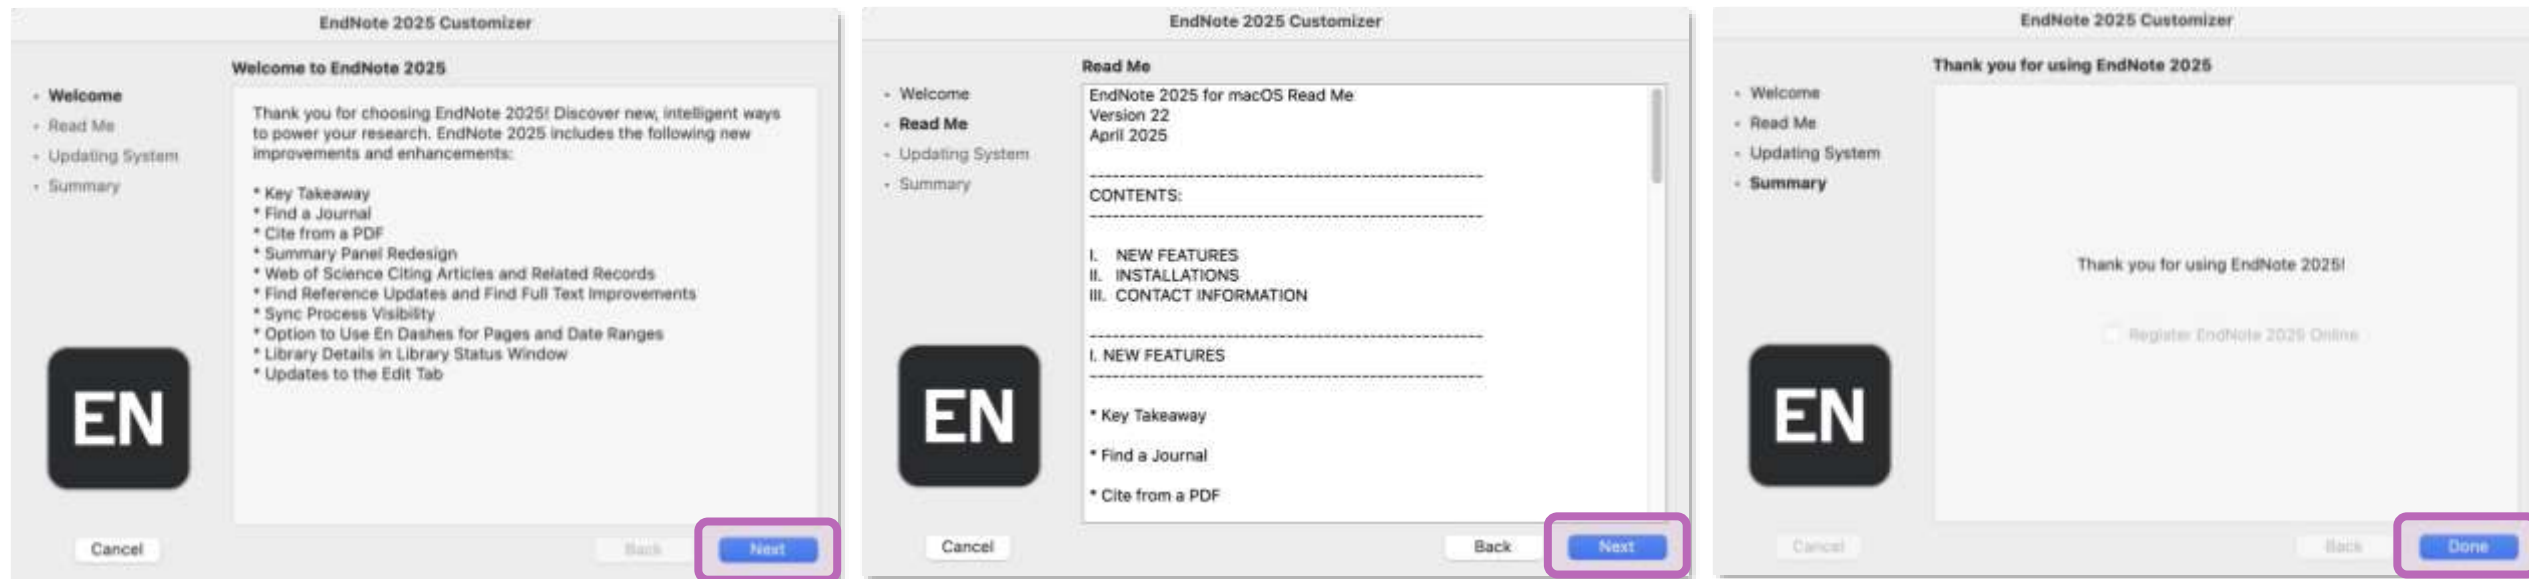 EndNote 2025 Customizer
Welcome to EndNote 2025
• Welcome
• Read Me
• Updating System
• Summary
Thank you for choosing EndNote 2025! Discover new, intelligent ways
to power your research. EndNote 2025 includes the following new
improvements and enhancements:
* Key Takeaway
* Find a Journal
* Cite from a PDF
* Summary Panel Redesign
* Web of Science Citing Articles and Related Records
* Find Reference Updates and Find Full Text Improvements
* Sync Process Visibility
* Option to Use En Dashes for Pages and Date Ranges
* Library Details in Library Status Window
* Updates to the Edit Tab
EN
Cancel
Back
Next
EndNote 2025 Customizer
Read Me
• Welcome
• Read Me
• Updating System
• Summary
EndNote 2025 for macOS Read Me
Version 22
April 2025
CONTENTS:
I. NEW FEATURES
II. INSTALLATIONS
III. CONTACT INFORMATION
I. NEW FEATURES
* Key Takeaway
* Find a Journal
* Cite from a PDF
EN
Cancel
Back
Next
EndNote 2025 Customizer
Thank you for using EndNote 2025
• Welcome
• Read Me
• Updating System
• Summary
Thank you for using EndNote 2025!
Register EndNote 2025 Online
EN
Cancel
Back
Done